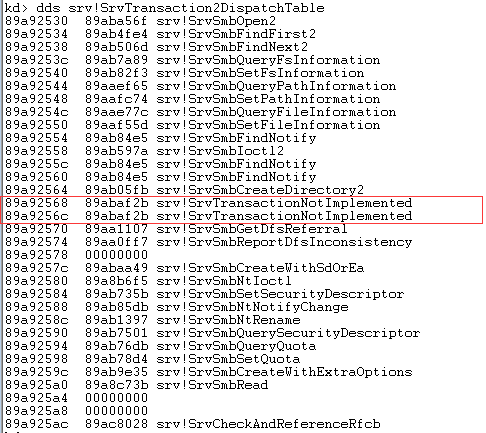 kd> dds srv!SrvTransaction2DispatchTable
89a92530 89aba56f srv!SrvSmbOpen2
89a92534 89ab4fe4 srv!SrvSmbFindFirst2
89a92538 89ab506d srv!SrvSmbFindNext2
89a9253c 89ab7a89 srv!SrvSmbQueryFsInformation
89a92540 89ab82f3 srv!SrvSmbSetFsInformation
89a92544 89aaef65 srv!SrvSmbQueryPathInformation
89a92548 89aafc74 srv!SrvSmbSetPathInformation
89a9254c 89aae77c srv!SrvSmbQueryFileInformation
89a92550 89aaf55d srv!SrvSmbSetFileInformation
89a92554 89ab84e5 srv!SrvSmbFindNotify
89a92558 89ab597a srv!SrvSmbIoctl2
89a9255c 89ab84e5 srv!SrvSmbFindNotify
89a92560 89ab84e5 srv!SrvSmbFindNotify
89a92564 89ab05fb srv!SrvSmbCreateDirectory2
89a92568 89abaf2b srv!SrvTransactionNotImplemented
89a9256c 89abaf2b srv!SrvTransactionNotImplemented
89a92570 89aa1107 srv!SrvSmbGetDfsReferral
89a92574 89aa0ff7 srv!SrvSmbReportDfsInconsistency
89a92578 00000000
89a9257c 89abaa49 srv!SrvSmbCreateWithSdOrEa
89a92580 89a8b6f5 srv!SrvSmbNtIoctl
89a92584 89ab735b srv!SrvSmbSetSecurityDescriptor
89a92588 89ab85db srv!SrvSmbNtNotifyChange
89a9258c 89ab1397 srv!SrvSmbNtRename
89a92590 89ab7501 srv!SrvSmbQuerySecurityDescriptor
89a92594 89ab76db srv!SrvSmbQueryQuota
89a92598 89ab78d4 srv!SrvSmbSetQuota
89a9259c 89ab9e35 srv!SrvSmbCreateWithExtraOptions
89a925a0 89a8c73b srv!SrvSmbRead
89a925a4 00000000
89a925a8 00000000
89a925ac 89ac8028 srv!SrvCheckAndReferenceRfcb